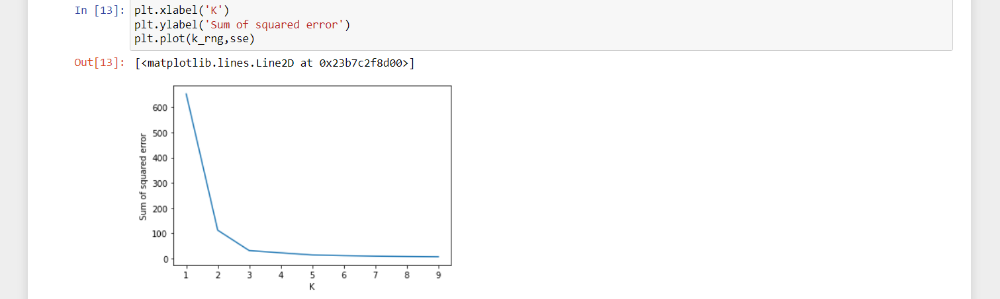 In [13]: plt.xlabel('K')
plt.ylabel('Sum of squared error')
plt.plot(k_rng,sse)
Out[13]: [<matplotlib.lines.Line2D at 0x23b7c2f8d00>]
Sum of squared error
600
500
400
300
200
100
0
1 2 3 4 5 6 7 8 9
K